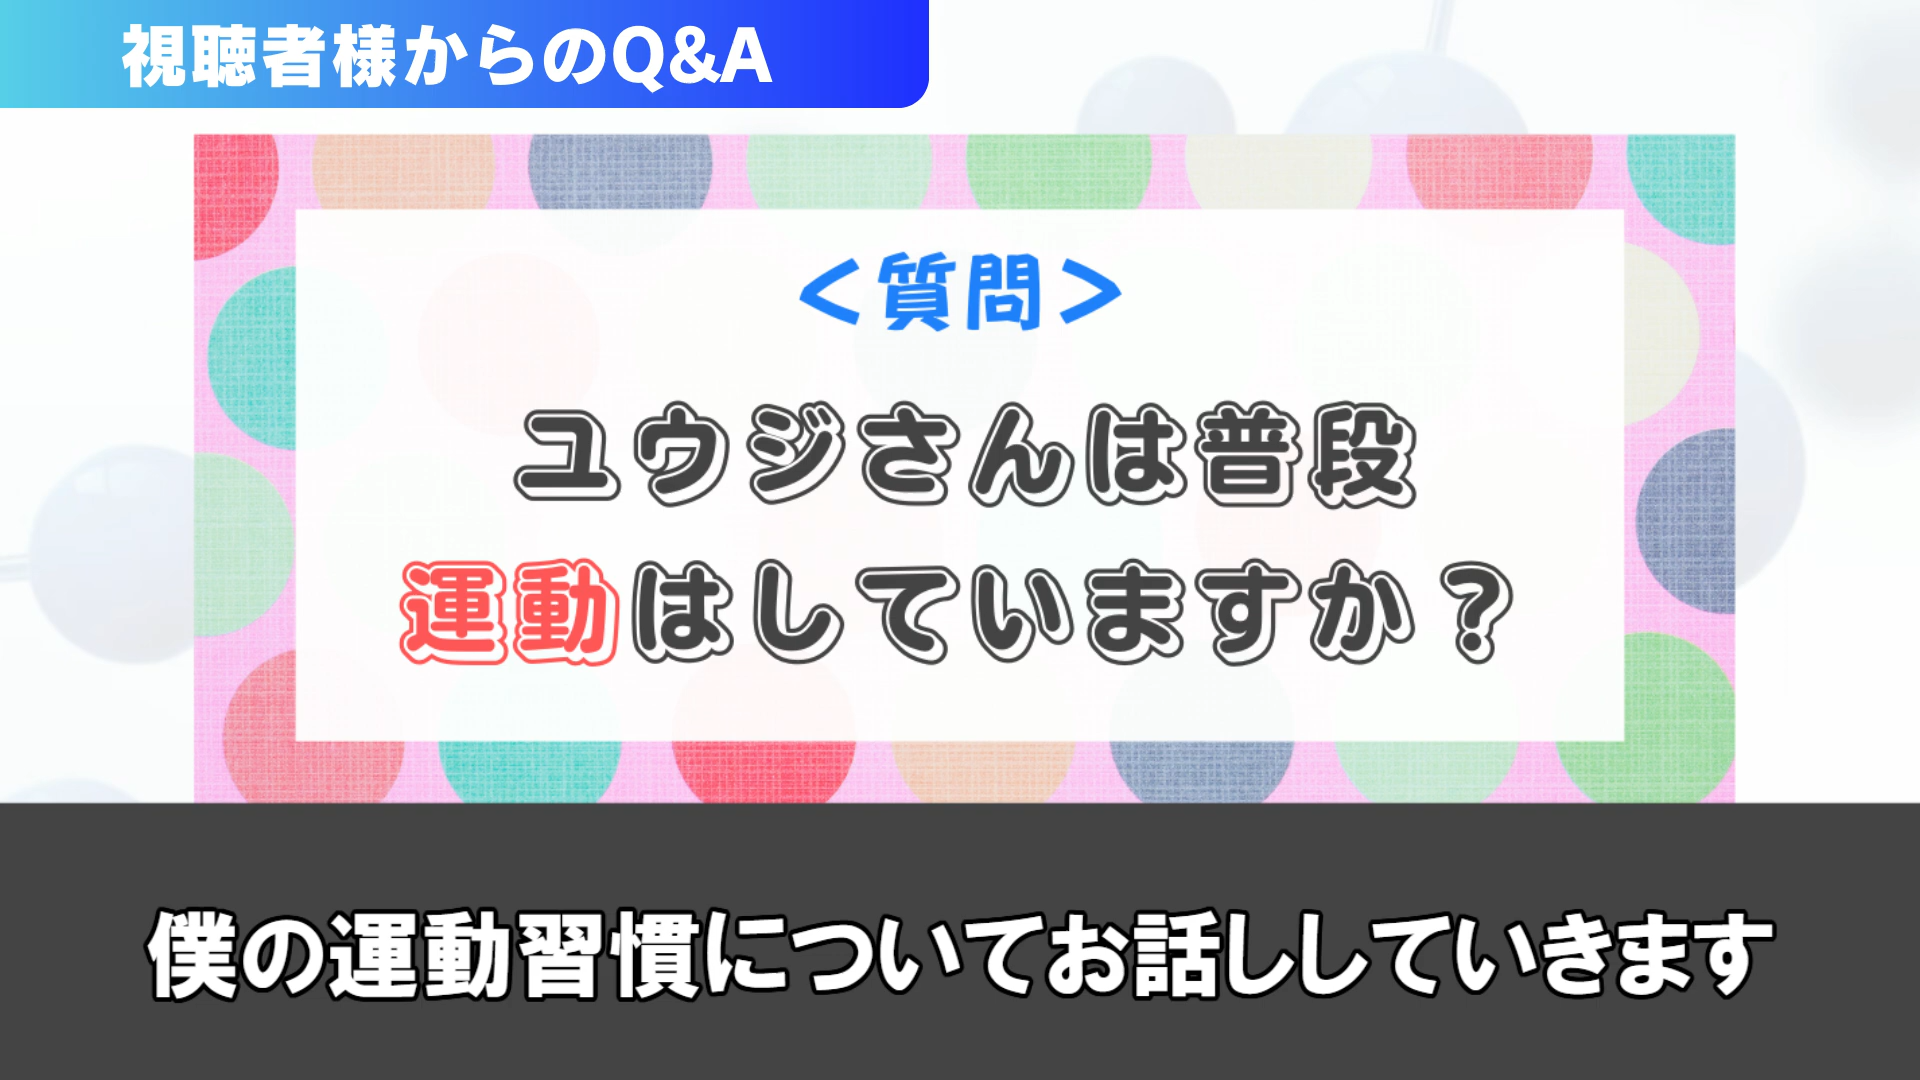 視聴者様からのQ&A
＜質問＞
ユウジさんは普段
運動はしていますか？
僕の運動習慣についてお話ししていきます